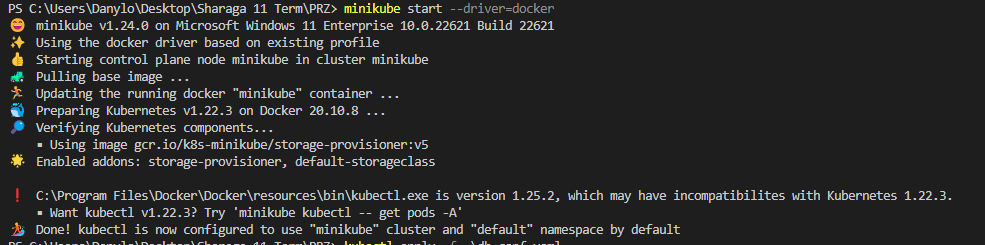 PS C:\Users\Danylo\Desktop\Sharaga 11 Term\PRZ> minikube start --driver=docker
😄  minikube v1.24.0 on Microsoft Windows 11 Enterprise 10.0.22621 Build 22621
✨  Using the docker driver based on existing profile
👍  Starting control plane node minikube in cluster minikube
🚜  Pulling base image ...
🏃  Updating the running docker "minikube" container ...
🐳  Preparing Kubernetes v1.22.3 on Docker 20.10.8 ...
🔎  Verifying Kubernetes components...
    ▪ Using image gcr.io/k8s-minikube/storage-provisioner:v5
🌟  Enabled addons: storage-provisioner, default-storageclass
❗  C:\Program Files\Docker\Docker\resources\bin\kubectl.exe is version 1.25.2, which may have incompatibilites with Kubernetes 1.22.3.
    ▪ Want kubectl v1.22.3? Try 'minikube kubectl -- get pods -A'
🏄  Done! kubectl is now configured to use "minikube" cluster and "default" namespace by default
PS C:\Users\Danylo\Desktop\Sharaga 11 Term\PRZ> kubectl apply